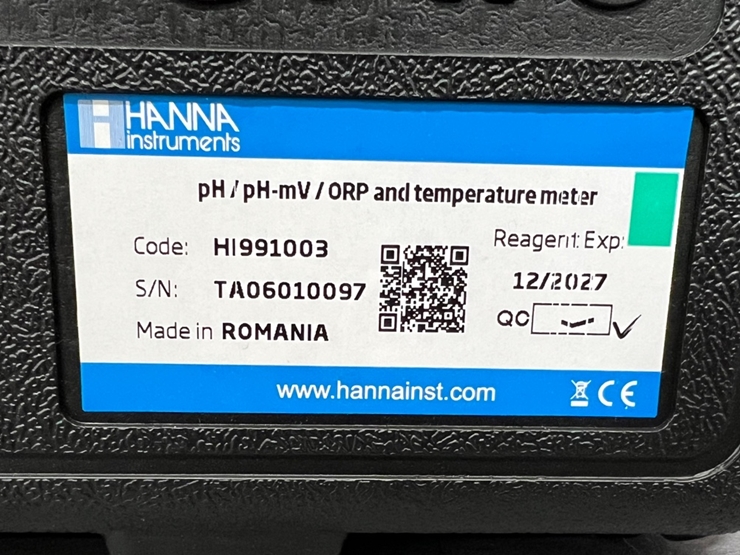 HANNA
instruments
pH / pH-mV / ORP and temperature meter
Code: HI991003
S/N: TA06010097
Made in ROMANIA
Reagent Exp:
12/2027
QC
www.hannainst.com
CE